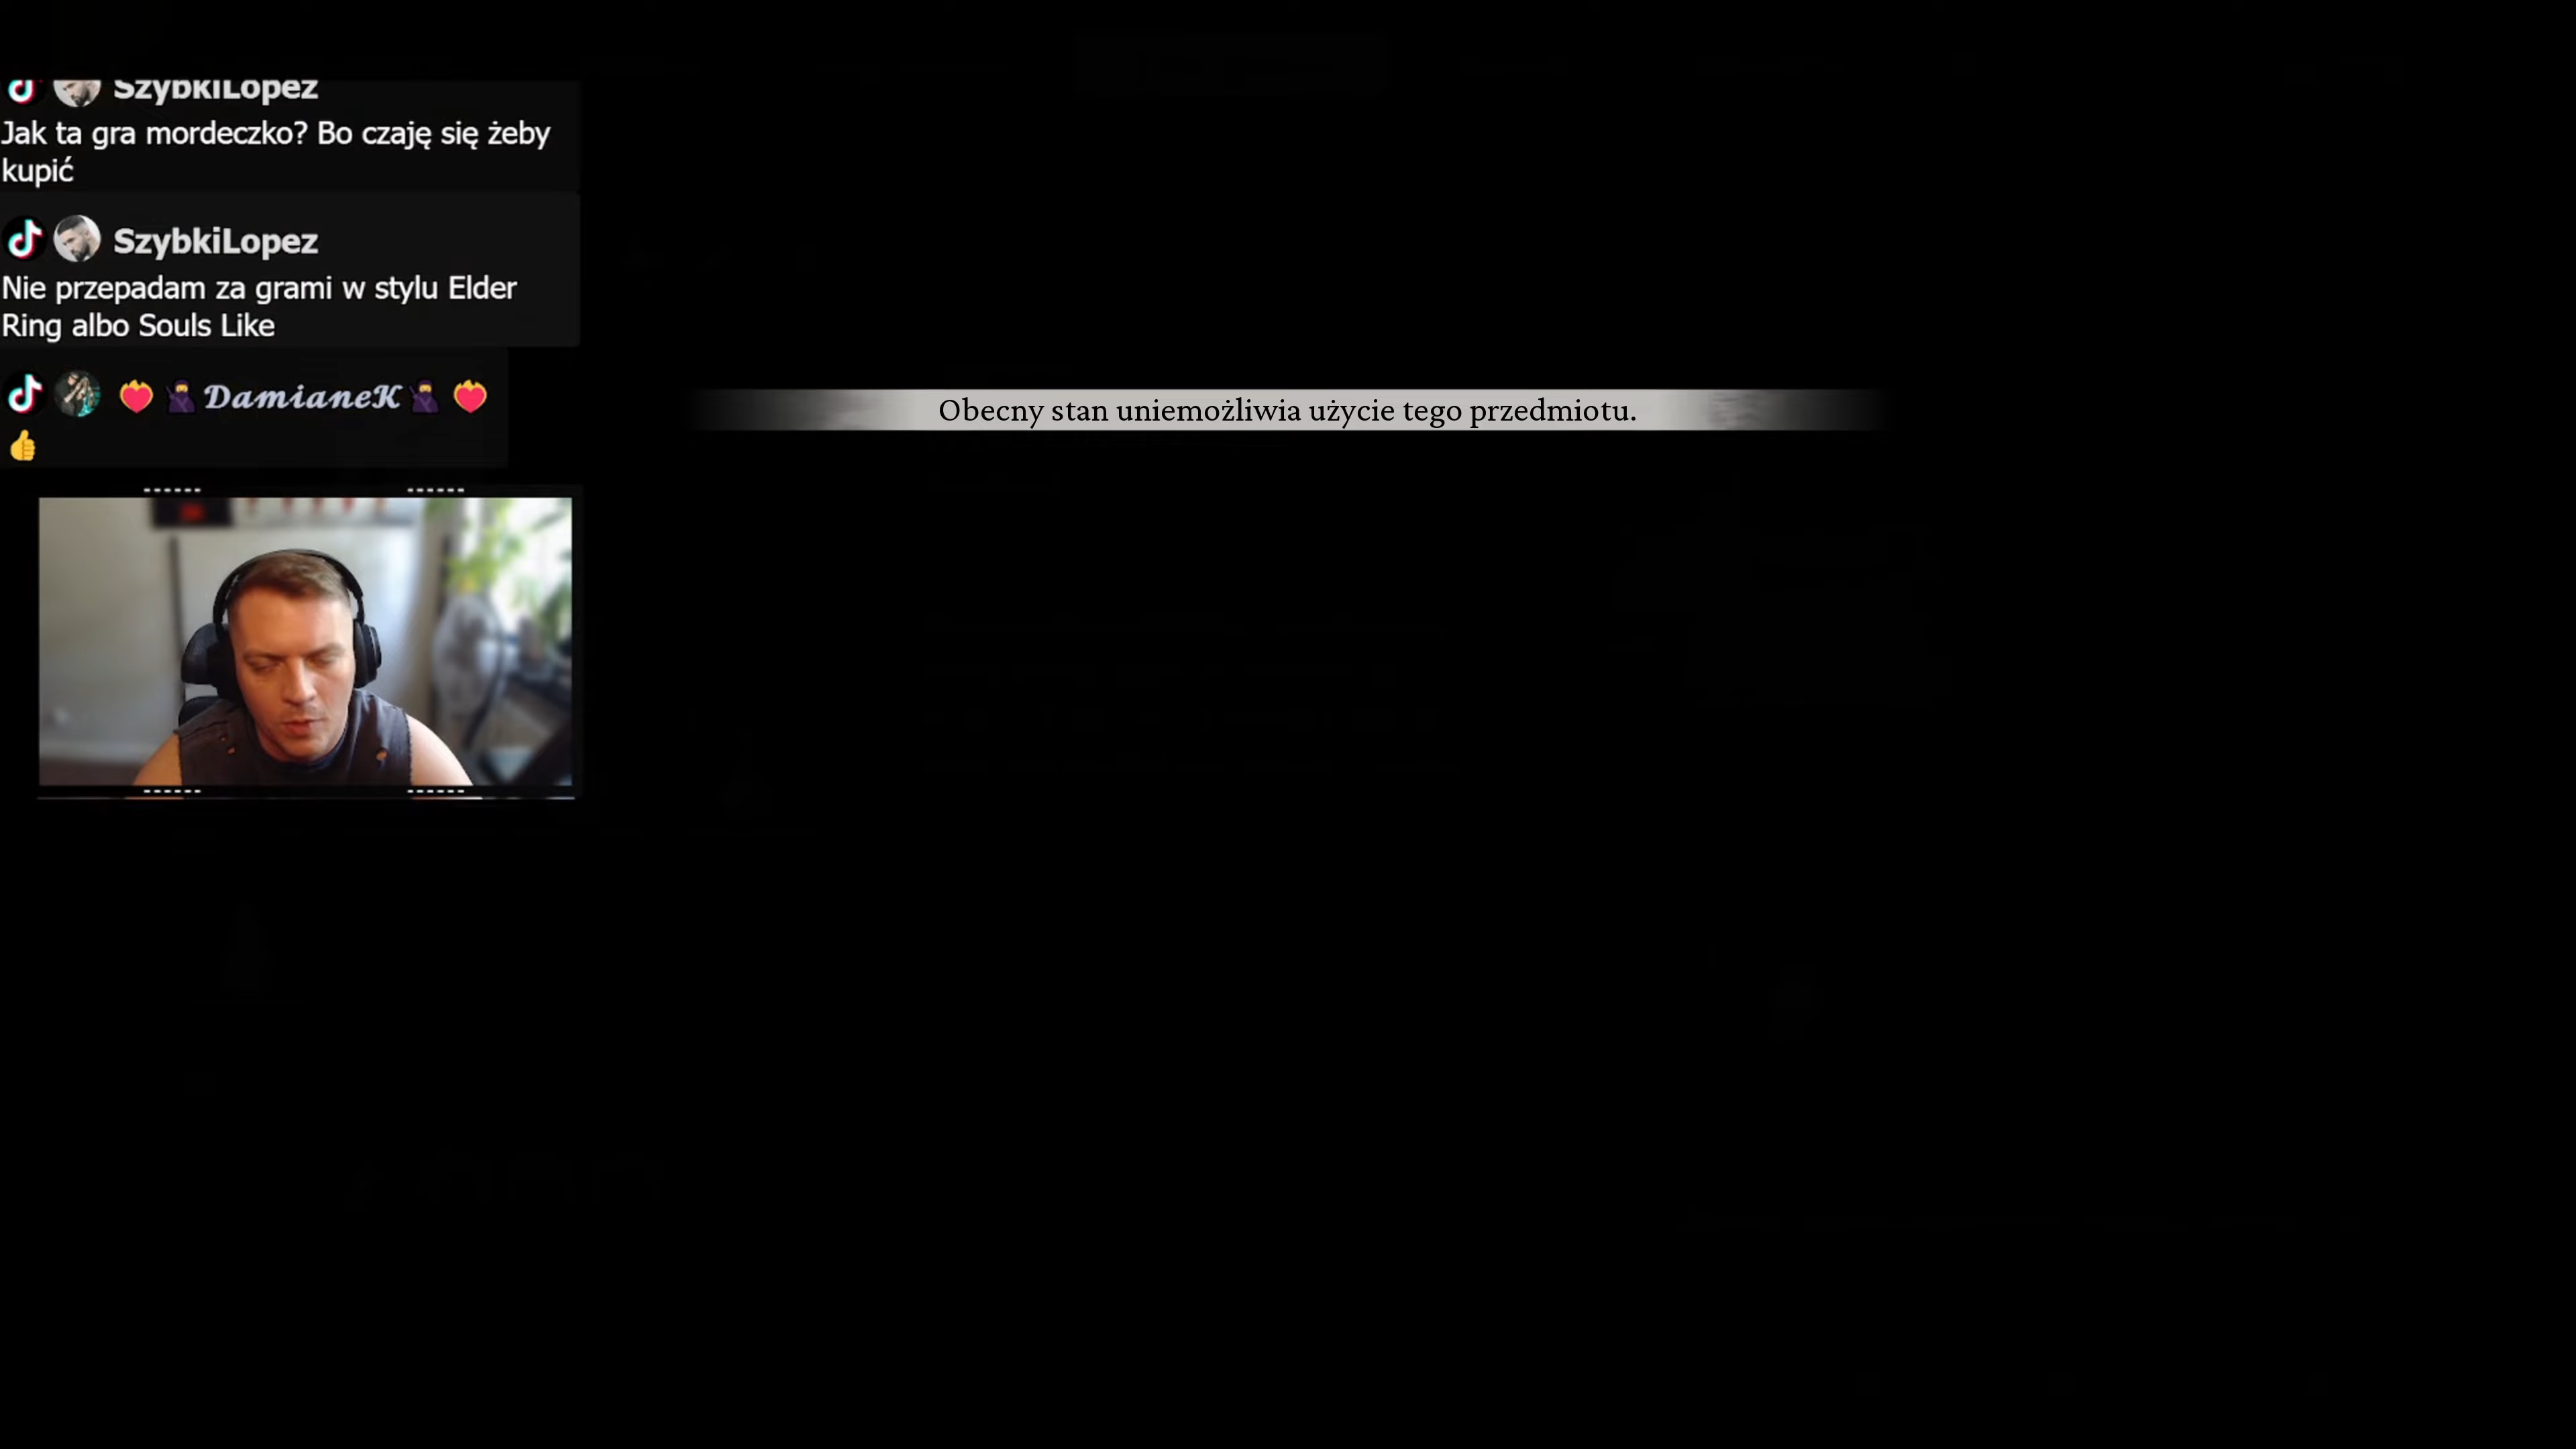 SzybkiLopez
Jak ta gra mordeczko? Bo czaję się żeby
kupić
SzybkiLopez
Nie przepadam za grami w stylu Elder
Ring albo Souls Like
DamianeK
Obecny stan uniemożliwia użycie tego przedmiotu.